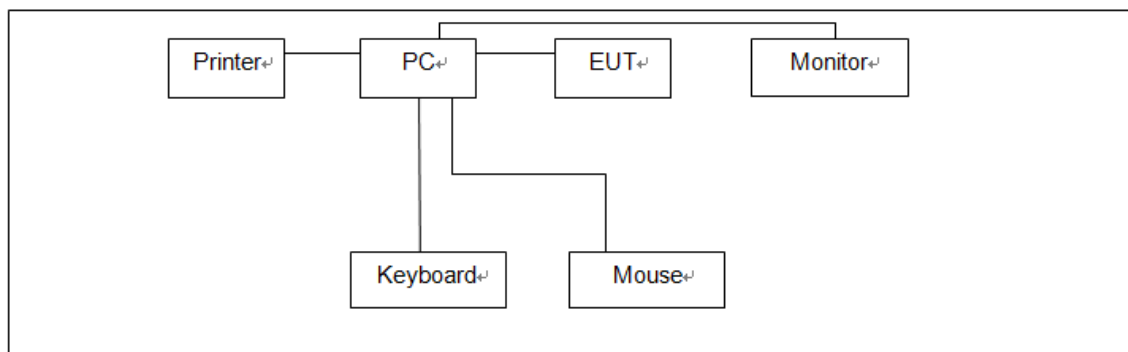 Printer
PC
EUT
Monitor
Keyboard
Mouse